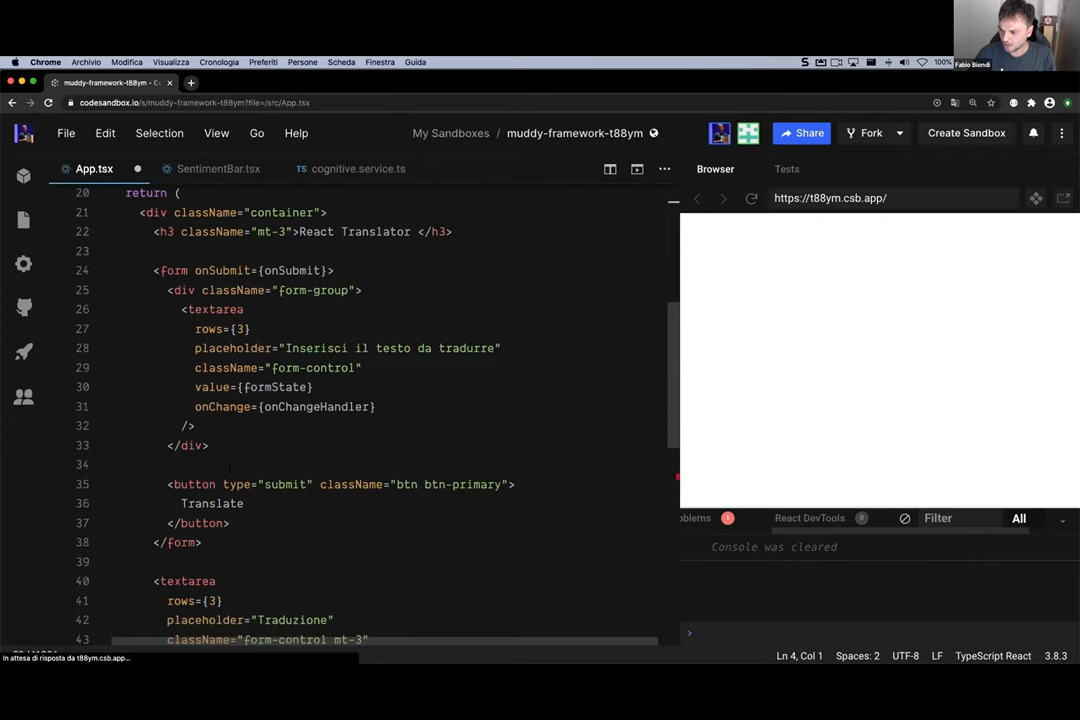 Fabio Biondi
Chrome Archivio Modifica Visualizza Cronologia Preferiti Persone Scheda Finestra Guida 100%
muddy-framework-t88ym - Co
codesandbox.io/s/muddy-framework-t88ym?file=/src/App.tsx
File Edit Selection View Go Help
My Sandboxes / muddy-framework-t88ym
Share Fork Create Sandbox
App.tsx SentimentBar.tsx TS cognitive.service.ts
Browser Tests
https://t88ym.csb.app/
20 return (
21 <div className="container">
22 <h3 className="mt-3">React Translator </h3>
23
24 <form onSubmit={onSubmit}>
25 <div className="form-group">
26 <textarea
27 rows={3}
28 placeholder="Inserisci il testo da tradurre"
29 className="form-control"
30 value={formState}
31 onChange={onChangeHandler}
32 />
33 </div>
34
35 <button type="submit" className="btn btn-primary">
36 Translate
37 </button>
38 </form>
39
40 <textarea
41 rows={3}
42 placeholder="Traduzione"
43 className="form-control mt-3"
oblems 1 React DevTools 0 Filter All
Console was cleared
In attesa di risposta da t88ym.csb.app...
Ln 4, Col 1 Spaces: 2 UTF-8 LF TypeScript React 3.8.3